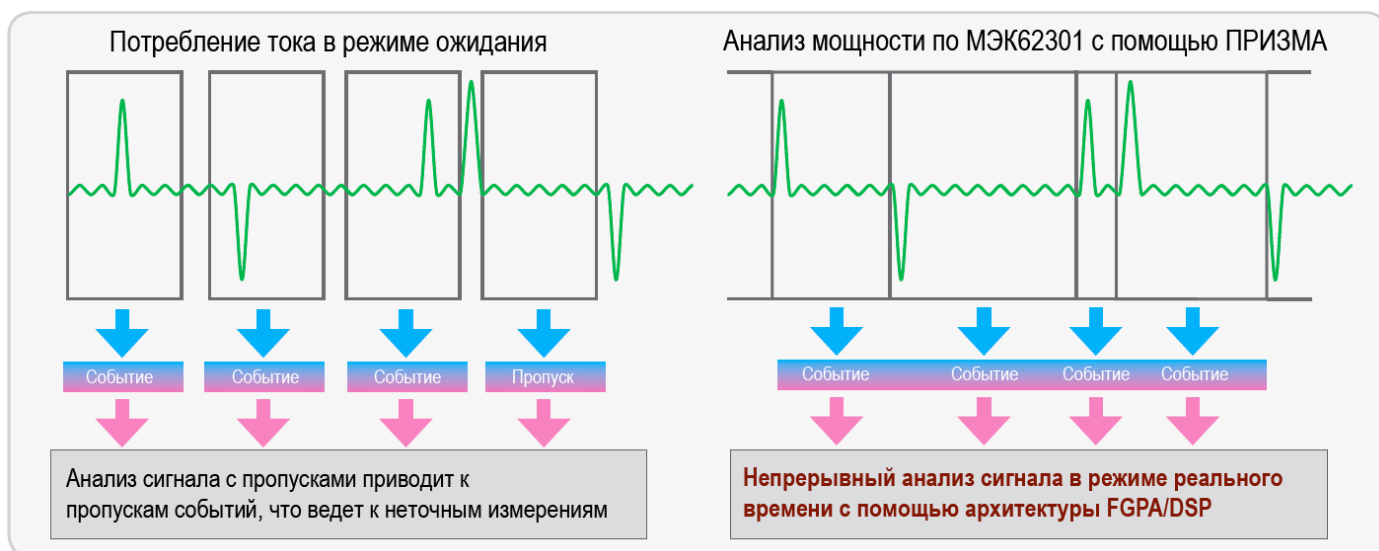 Потребление тока в режиме ожидания
Анализ мощности по МЭК62301 с помощью ПРИЗМА
Событие
Событие
Событие
Пропуск
Событие
Событие
Событие
Событие
Анализ сигнала с пропусками приводит к
пропускам событий, что ведет к неточным измерениям
Непрерывный анализ сигнала в режиме реального
времени с помощью архитектуры FGPA/DSP